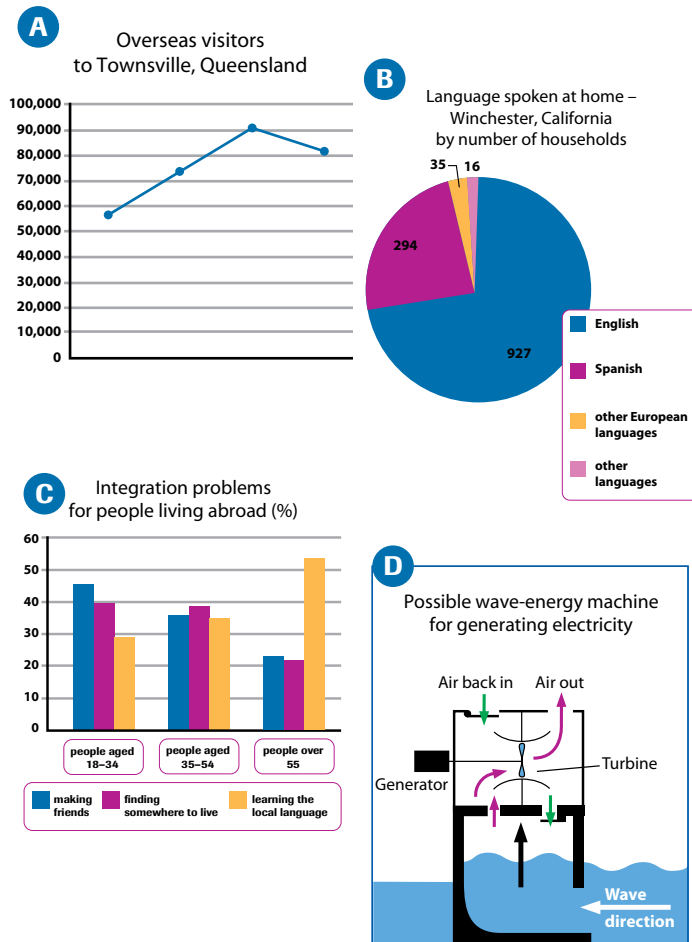 A
Overseas visitors
to Townsville, Queensland
100,000
90,000
80,000
70,000
60,000
50,000
40,000
30,000
20,000
10,000
0
B
Language spoken at home –
Winchester, California
by number of households
35
16
294
927
English
Spanish
other European
languages
other
languages
C
Integration problems
for people living abroad (%)
60
50
40
30
20
10
0
people aged
18–34
people aged
35–54
people over
55
making
friends
finding
somewhere to live
learning the
local language
D
Possible wave-energy machine
for generating electricity
Air back in
Air out
Turbine
Generator
Wave
direction